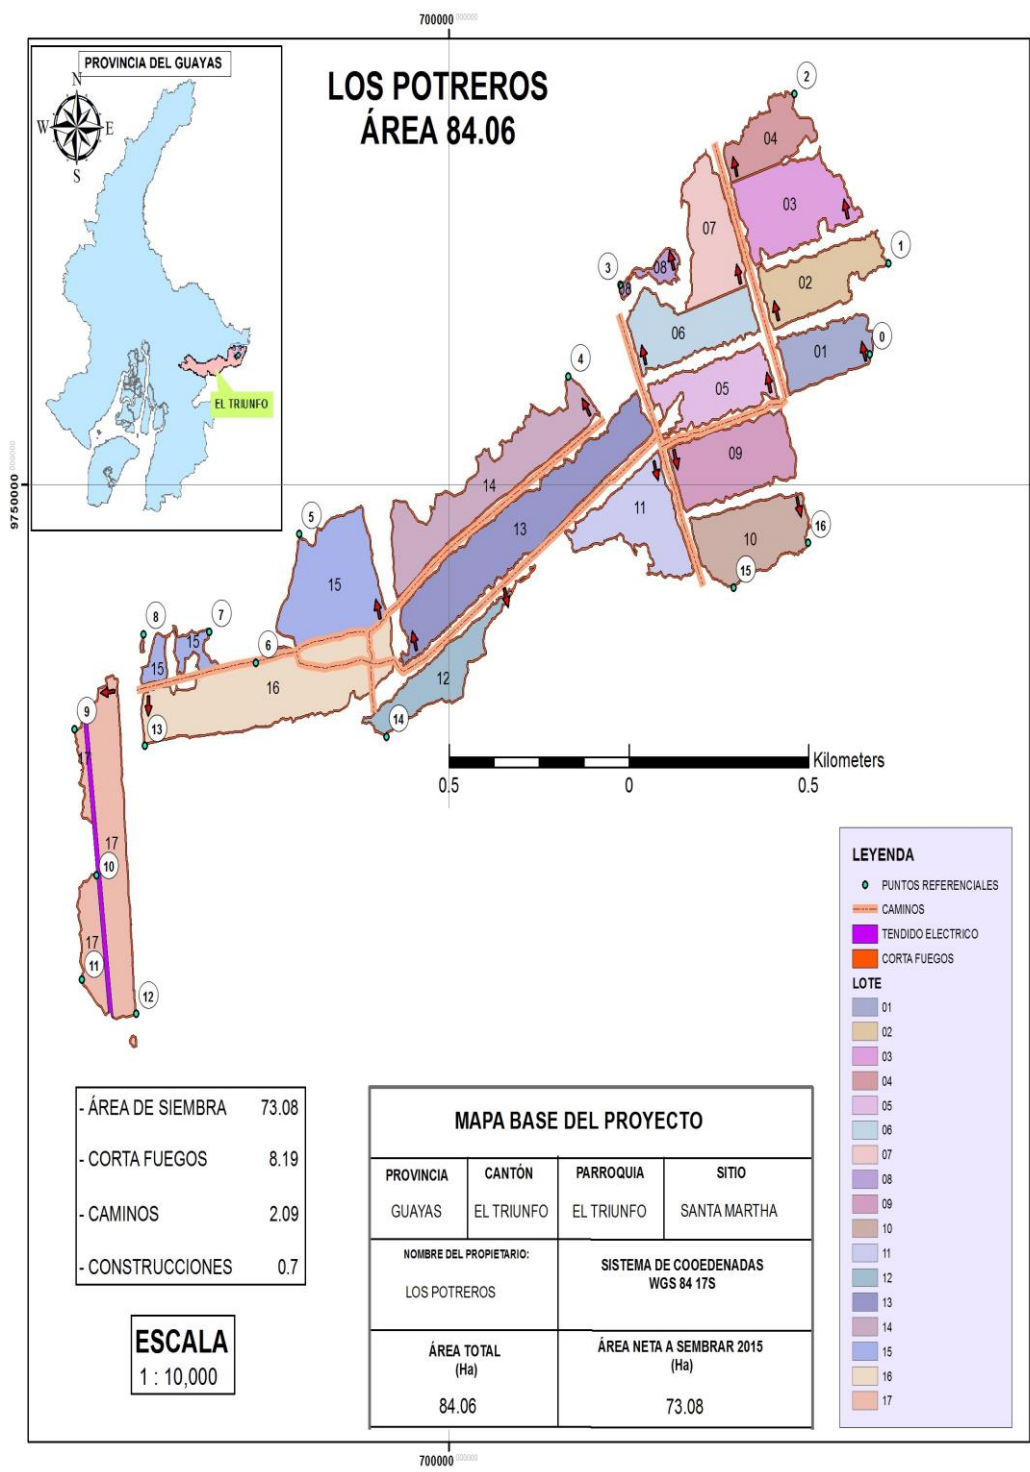 700000.000000
PROVINCIA DEL GUAYAS
N
W E
S
EL TRIUNFO
LOS POTREROS
ÁREA 84.06
2
04
03
07
1
02
3
08
08
06
01
0
4
05
09
14
13
11
10
16
15
5
15
8
7
15
15
6
16
12
14
13
9
17
17
10
17
11
12
9750000.000000
Kilometers
0.5 0 0.5
LEYENDA
PUNTOS REFERENCIALES
CAMINOS
TENDIDO ELECTRICO
CORTA FUEGOS
LOTE
01
02
03
04
05
06
07
08
09
10
11
12
13
14
15
16
17
- ÁREA DE SIEMBRA 73.08
- CORTA FUEGOS 8.19
- CAMINOS 2.09
- CONSTRUCCIONES 0.7
ESCALA
1 : 10,000
MAPA BASE DEL PROYECTO
PROVINCIA CANTÓN PARROQUIA SITIO
GUAYAS EL TRIUNFO EL TRIUNFO SANTA MARTHA
NOMBRE DEL PROPIETARIO:
LOS POTREROS
SISTEMA DE COOEDENADAS
WGS 84 17S
ÁREA TOTAL
(Ha)
84.06
ÁREA NETA A SEMBRAR 2015
(Ha)
73.08
700000.000000